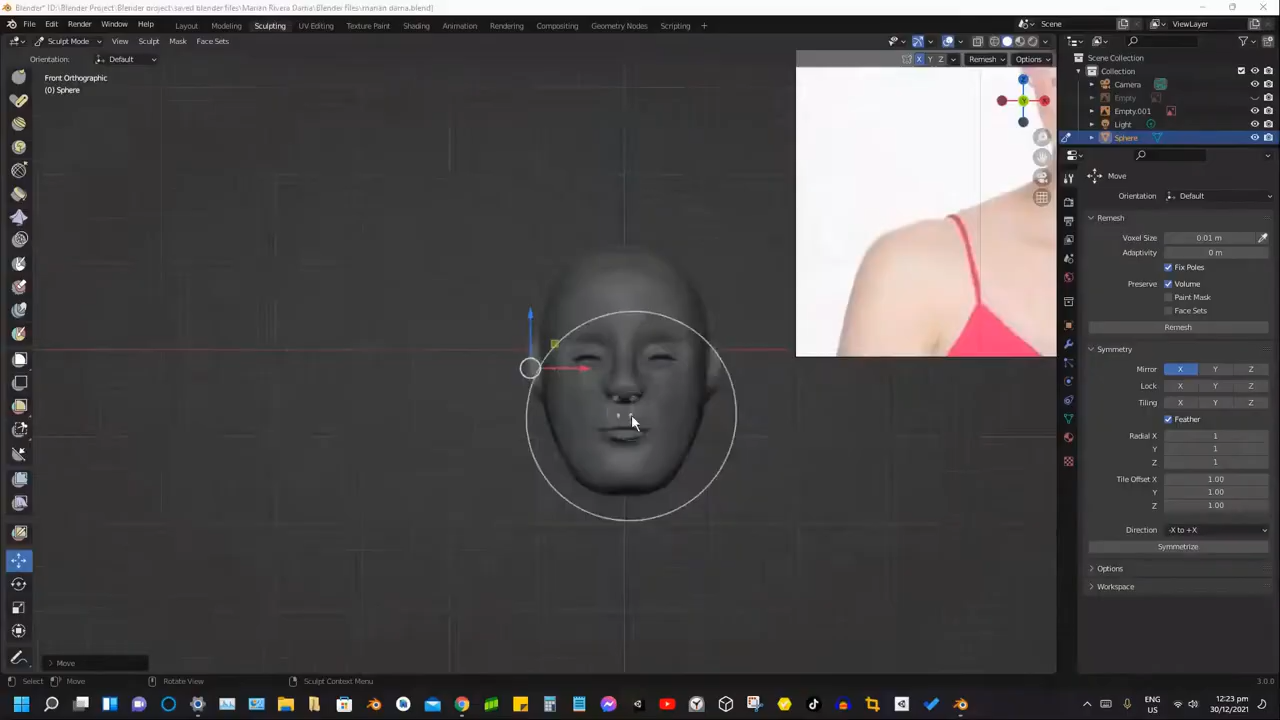 Blender* [D:\Blender Project\Blender project\saved blender files\Marian Rivera Dama\Blender files\marian dama.blend]
File Edit Render Window Help
Layout Modeling Sculpting UV Editing Texture Paint Shading Animation Rendering Compositing Geometry Nodes Scripting +
Scene
ViewLayer
Sculpt Mode View Sculpt Mask Face Sets
Orientation: Default
X Y Z Remesh Options
Front Orthographic
(0) Sphere
Z
X
Y
Scene Collection
Collection
Camera
Empty
Empty.001
Light
Sphere
Move
Orientation Default
Remesh
Voxel Size 0.01 m
Adaptivity 0 m
Fix Poles
Preserve Volume
Paint Mask
Face Sets
Remesh
Symmetry
Mirror X Y Z
Lock X Y Z
Tiling X Y Z
Feather
Radial X 1
Y 1
Z 1
Tile Offset X 1.00
Y 1.00
Z 1.00
Direction -X to +X
Symmetrize
Options
Workspace
Move
Select Move Rotate View Sculpt Context Menu 3.0.0
ENG
US
12:23 pm
30/12/2021